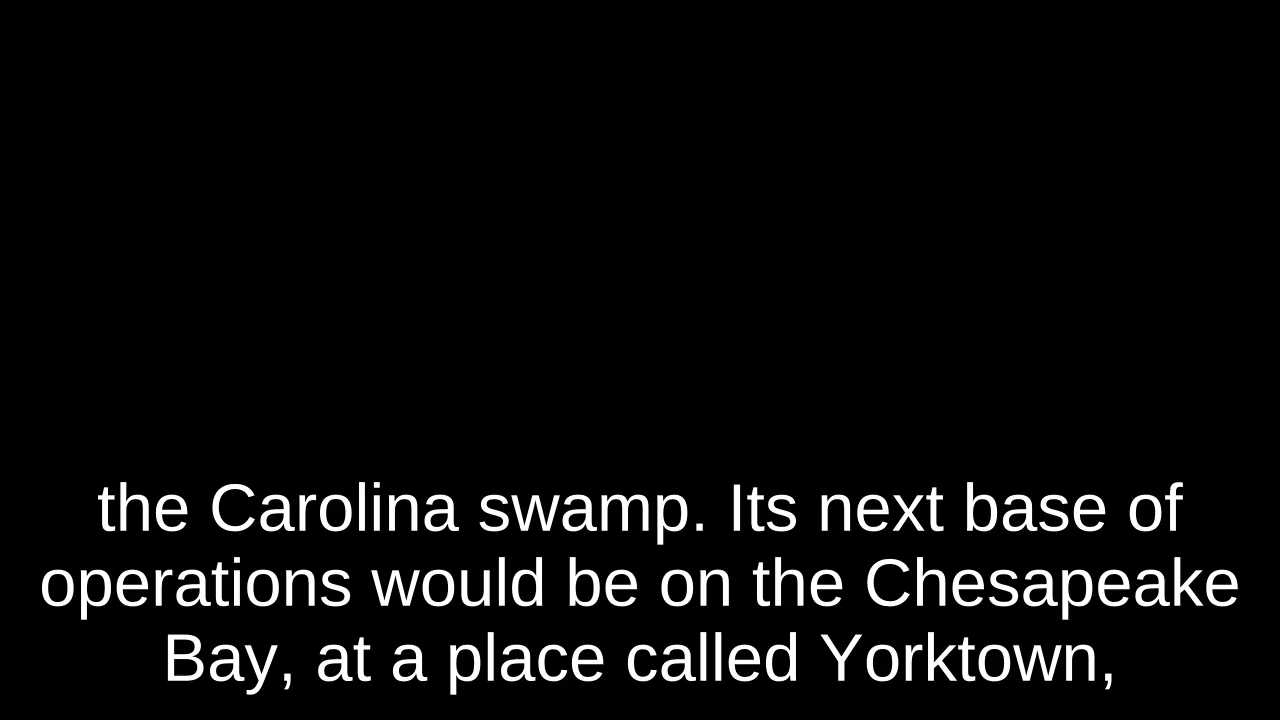 the Carolina swamp. Its next base of
operations would be on the Chesapeake
Bay, at a place called Yorktown,